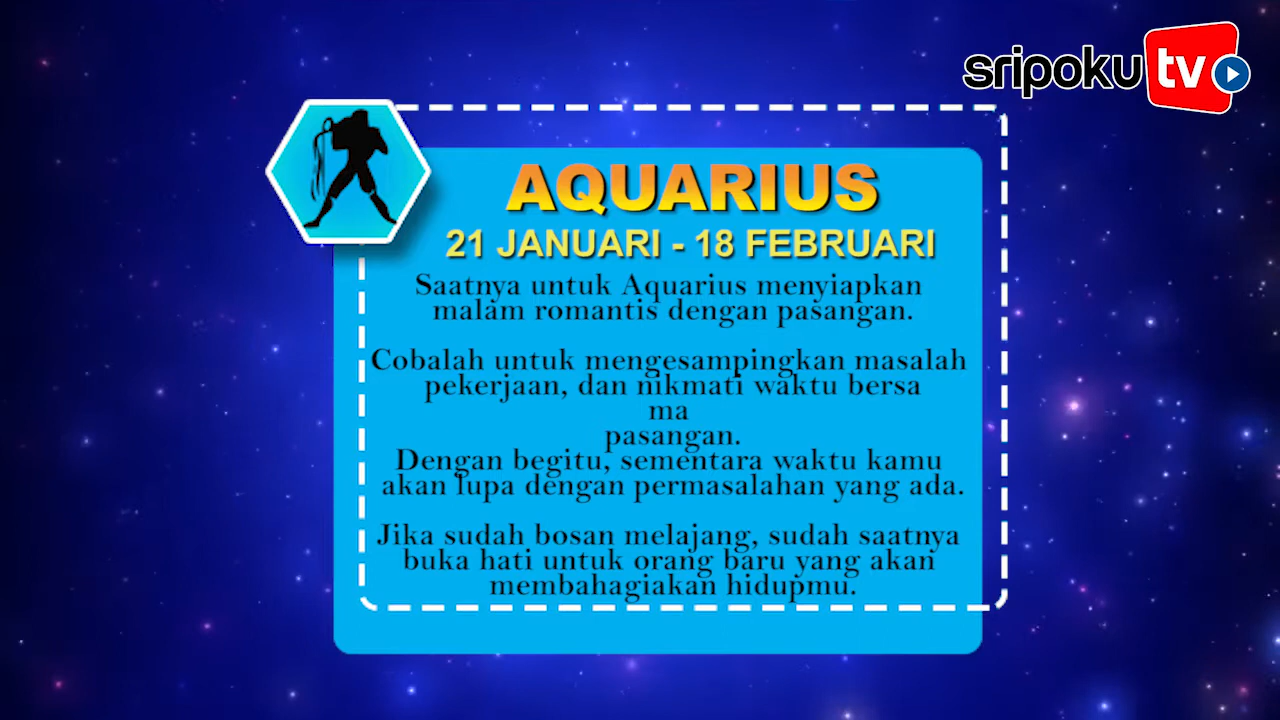 sripoku tv
AQUARIUS
21 JANUARI - 18 FEBRUARI
Saatnya untuk Aquarius menyiapkan
malam romantis dengan pasangan.
Cobalah untuk mengesampingkan masalah
pekerjaan, dan nikmati waktu bersa
ma
pasangan.
Dengan begitu, sementara waktu kamu
akan lupa dengan permasalahan yang ada.
Jika sudah bosan melajang, sudah saatnya
buka hati untuk orang baru yang akan
membahagiakan hidupmu.